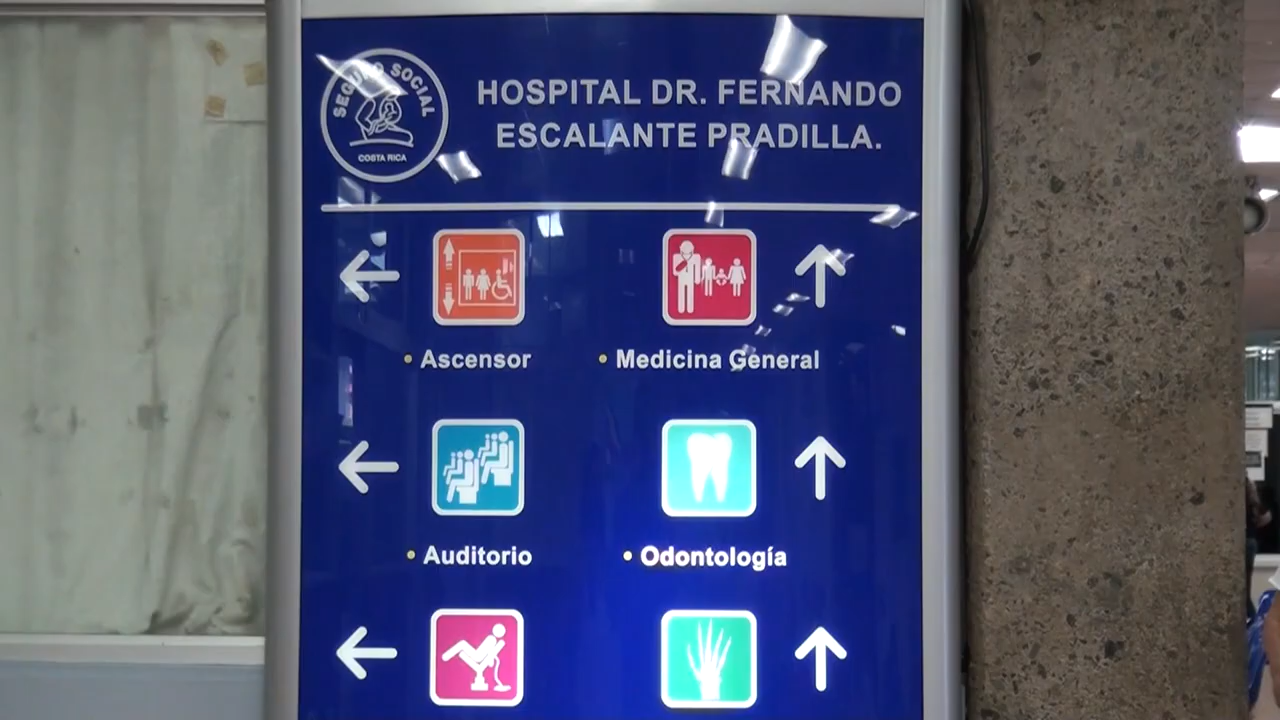 SEGURO SOCIAL
COSTA RICA
HOSPITAL DR. FERNANDO
ESCALANTE PRADILLA.
• Ascensor
• Medicina General
• Auditorio
• Odontología